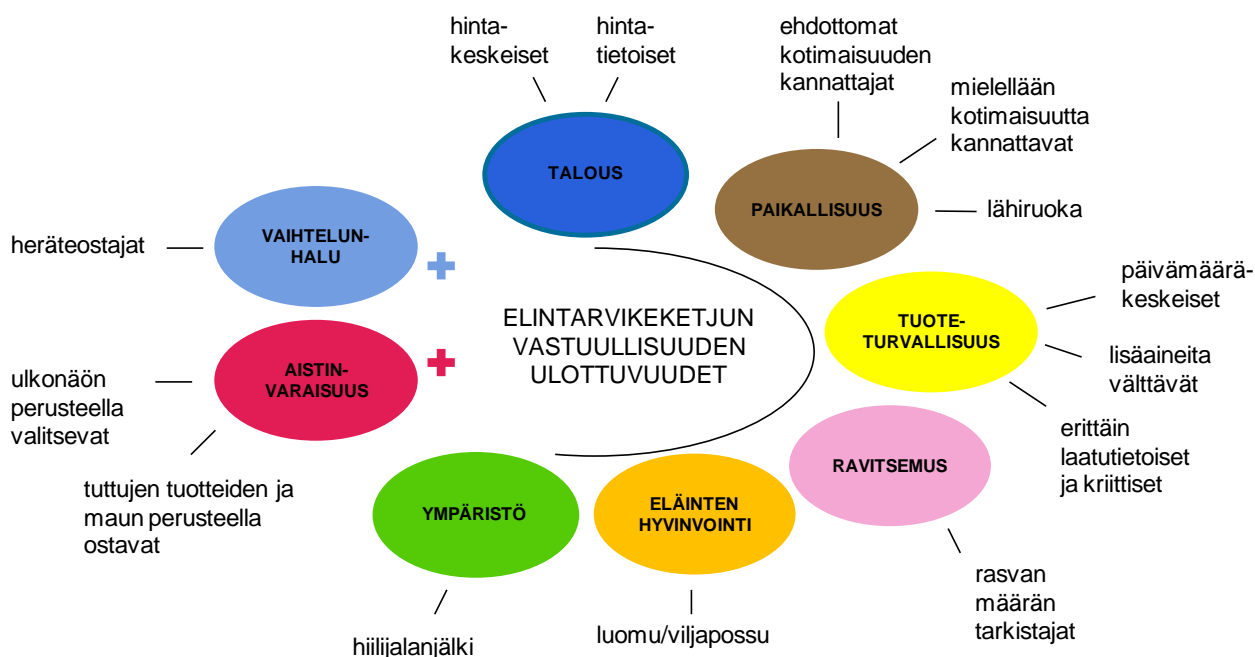 hinta-
keskeiset
hinta-
tietoiset
ehdottomat
kotimaisuuden
kannattajat
mielellään
kotimaisuutta
kannattavat
TALOUS
PAIKALLISUUS
lähiruoka
heräteostajat
VAIHTELUN-
HALU
päivämäärä-
keskeiset
TUOTE-
TURVALLISUUS
lisäaineita
välttävät
ELINTARVIKEKETJUN
VASTUULLISUUDEN
ULOTTUVUUDET
AISTIN-
VARAISUUS
ulkonäön
perusteella
valitsevat
erittäin
laatutietoiset
ja kriittiset
RAVITSEMUS
tuttujen tuotteiden ja
maun perusteella
ostavat
YMPÄRISTÖ
ELÄINTEN
HYVINVOINTI
rasvan
määrän
tarkistajat
hiilijalanjälki
luomu/viljapossu